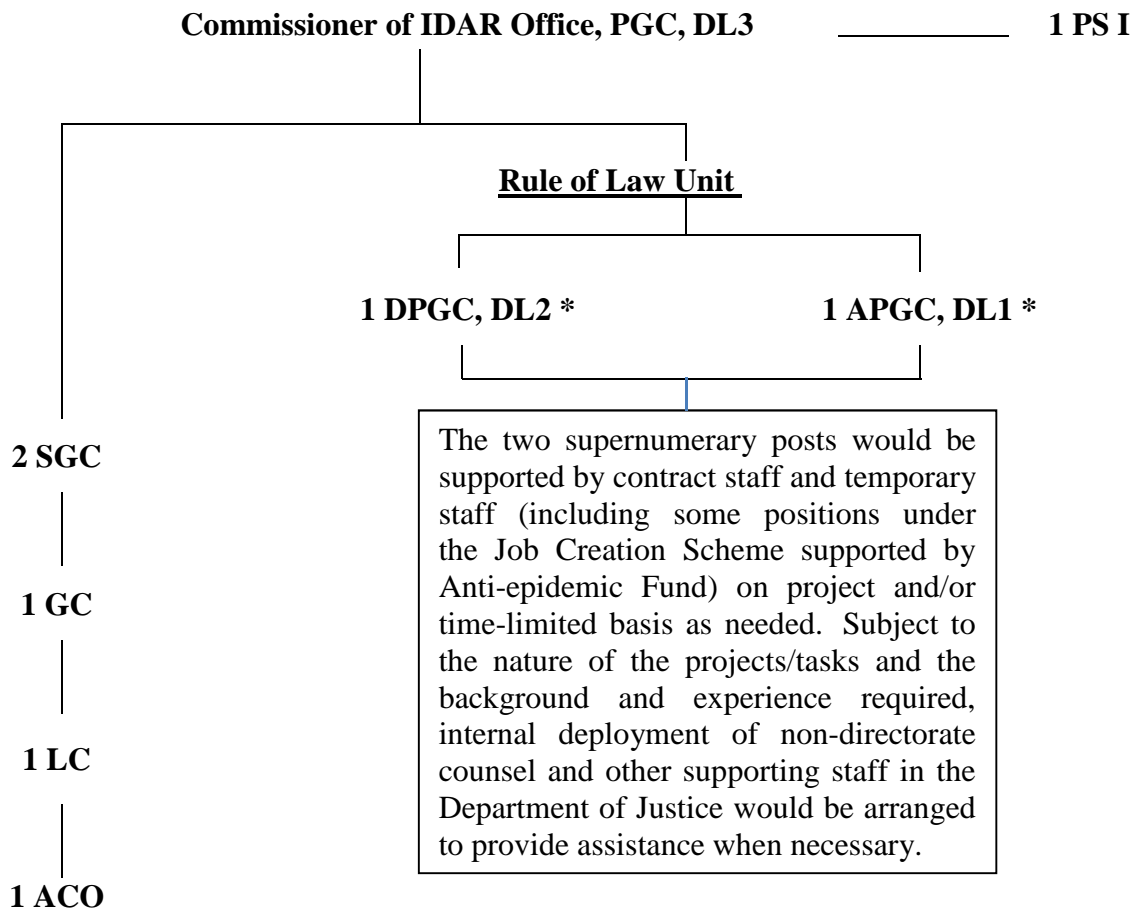 Commissioner of IDAR Office, PGC, DL3 1 PS I
Rule of Law Unit
1 DPGC, DL2 * 1 APGC, DL1 *
2 SGC
1 GC
1 LC
1 ACO
The two supernumerary posts would be
supported by contract staff and temporary
staff (including some positions under
the Job Creation Scheme supported by
Anti-epidemic Fund) on project and/or
time-limited basis as needed. Subject to
the nature of the projects/tasks and the
background and experience required,
internal deployment of non-directorate
counsel and other supporting staff in the
Department of Justice would be arranged
to provide assistance when necessary.